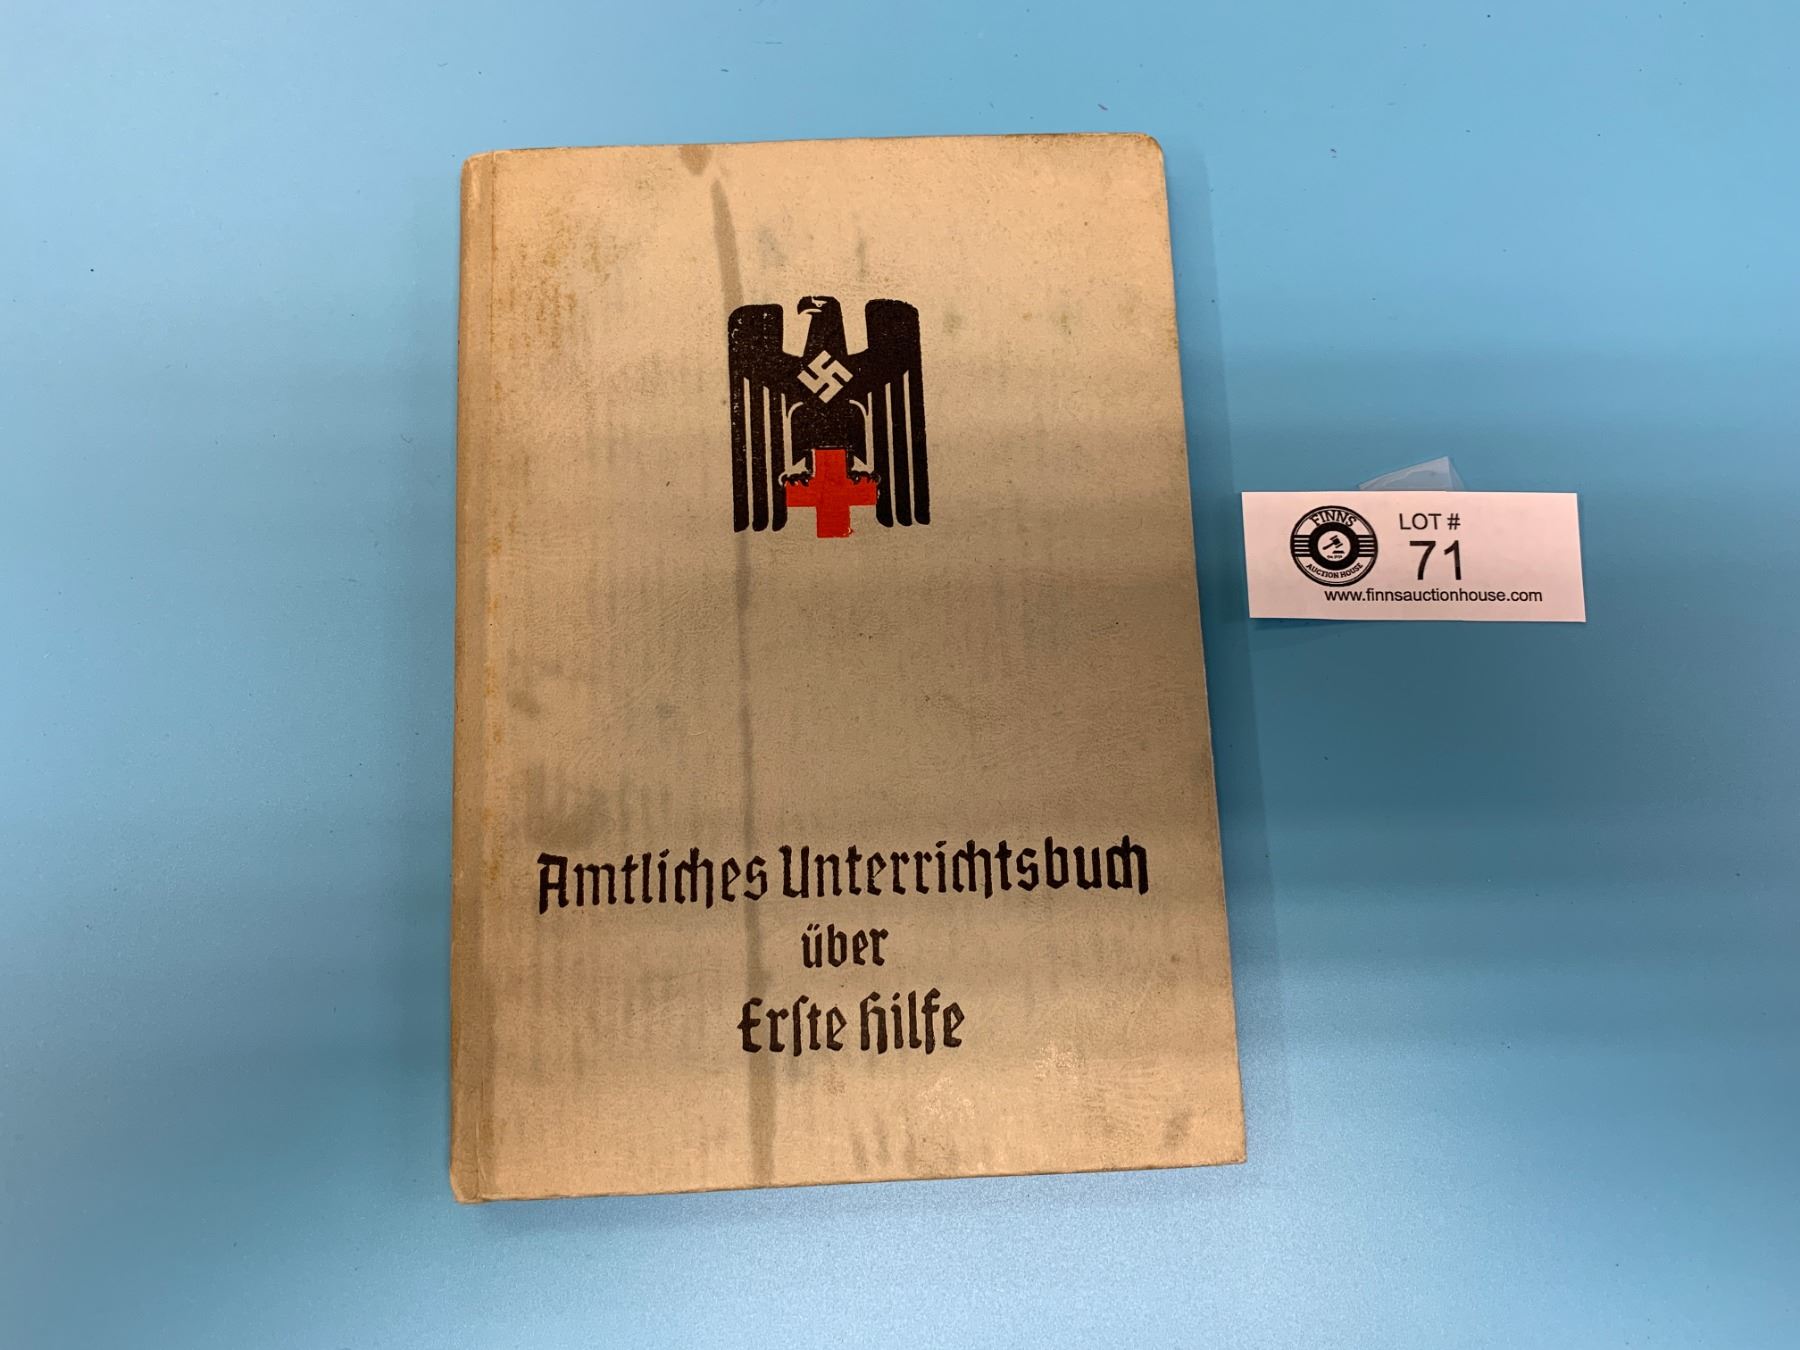 Amtliches Unterrichtsbuch
über
Erſte Hilfe
FINNS
AUCTION HOUSE
LOT #
71
www.finnsauctionhouse.com